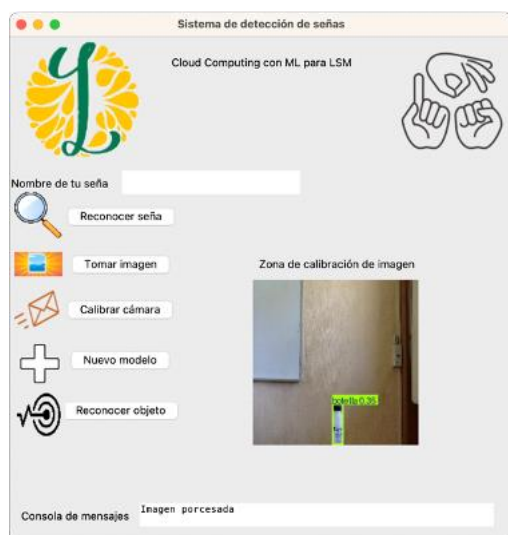 Sistema de detección de señas
Cloud Computing con ML para LSM
Nombre de tu seña
Reconocer seña
Tomar imagen
Zona de calibración de imagen
Calibrar cámara
Nuevo modelo
botella 0.35
Reconocer objeto
Consola de mensajes
Imagen porcesada